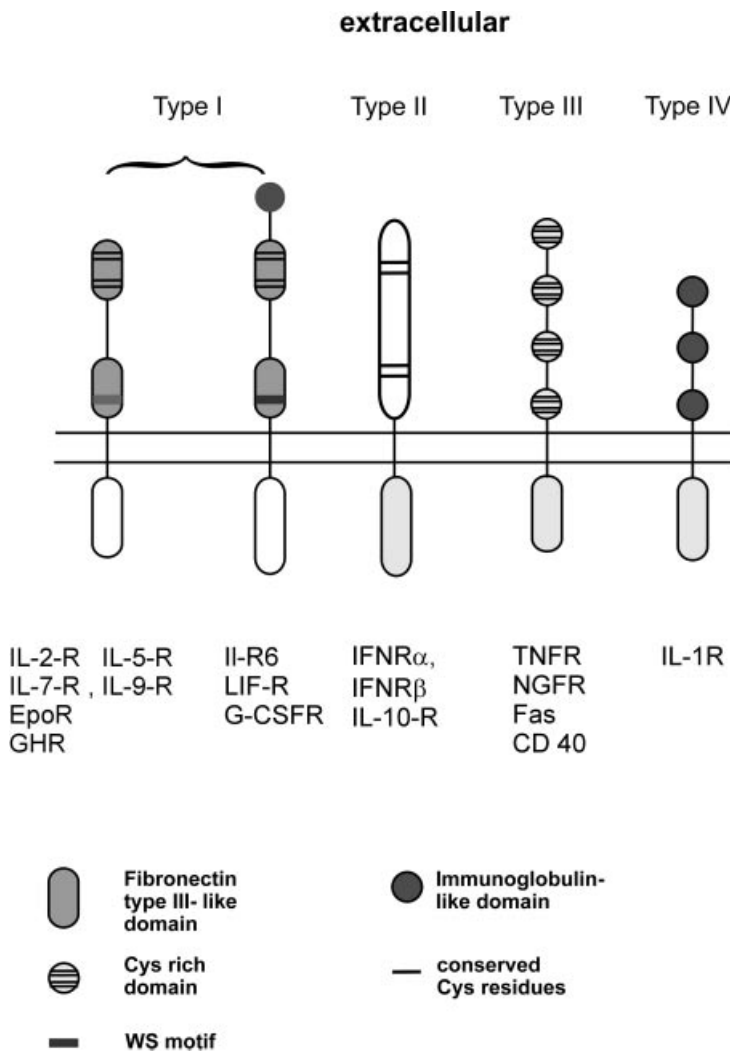 extracellular
Type I
Type II
Type III
Type IV
IL-2-R IL-5-R
IL-7-R , IL-9-R
EpoR
GHR
Il-R6
LIF-R
G-CSFR
IFNRα,
IFNRβ
IL-10-R
TNFR
NGFR
Fas
CD 40
IL-1R
Fibronectin
type III- like
domain
Cys rich
domain
WS motif
Immunoglobulin-
like domain
conserved
Cys residues